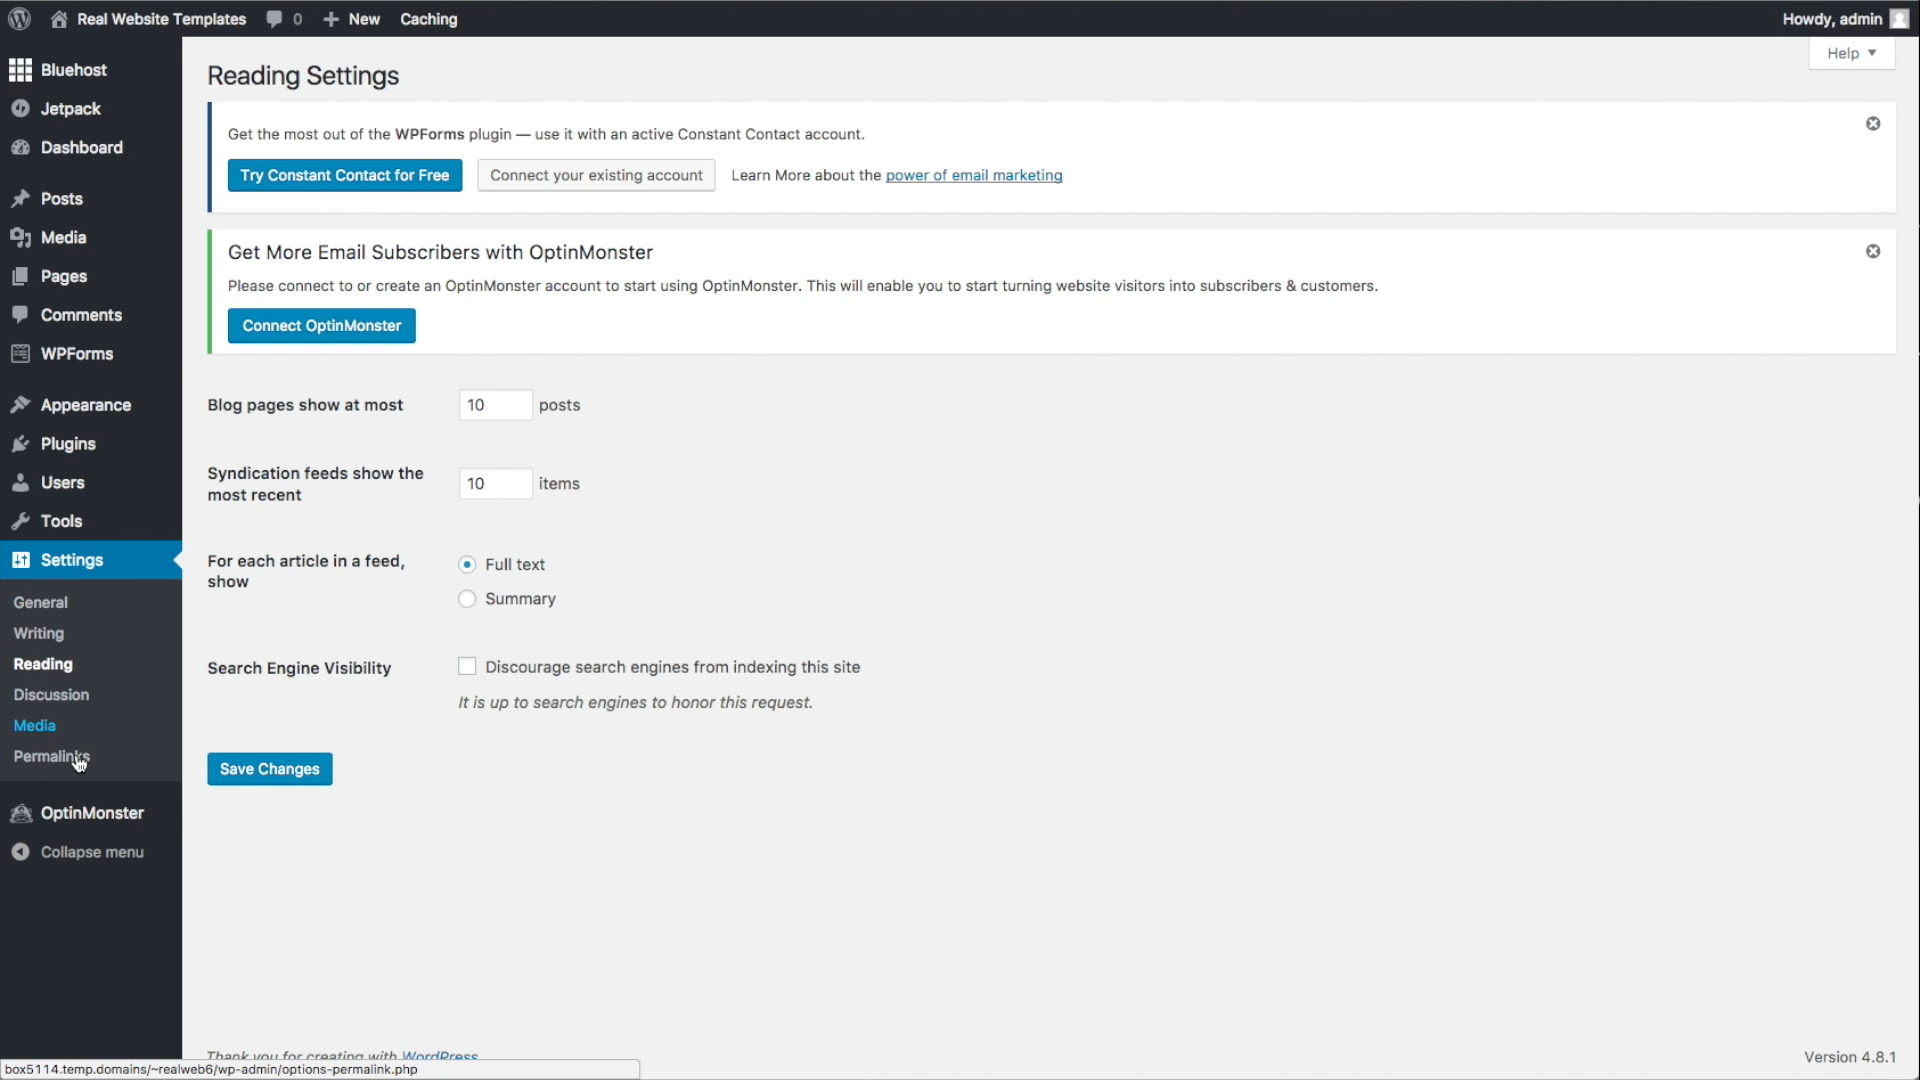 Real Website Templates 0 New Caching Howdy, admin
Help
Bluehost
Jetpack
Dashboard
Posts
Media
Pages
Comments
WPForms
Appearance
Plugins
Users
Tools
Settings
General
Writing
Reading
Discussion
Media
Permalinks
OptinMonster
Collapse menu
Reading Settings
Get the most out of the WPForms plugin — use it with an active Constant Contact account.
Try Constant Contact for Free Connect your existing account Learn More about the power of email marketing
Get More Email Subscribers with OptinMonster
Please connect to or create an OptinMonster account to start using OptinMonster. This will enable you to start turning website visitors into subscribers & customers.
Connect OptinMonster
Blog pages show at most 10 posts
Syndication feeds show the
most recent
10 items
For each article in a feed,
show
Full text
Summary
Search Engine Visibility Discourage search engines from indexing this site
It is up to search engines to honor this request.
Save Changes
Thank you for creating with WordPress
Version 4.8.1
box5114.temp.domains/~realweb6/wp-admin/options-permalink.php